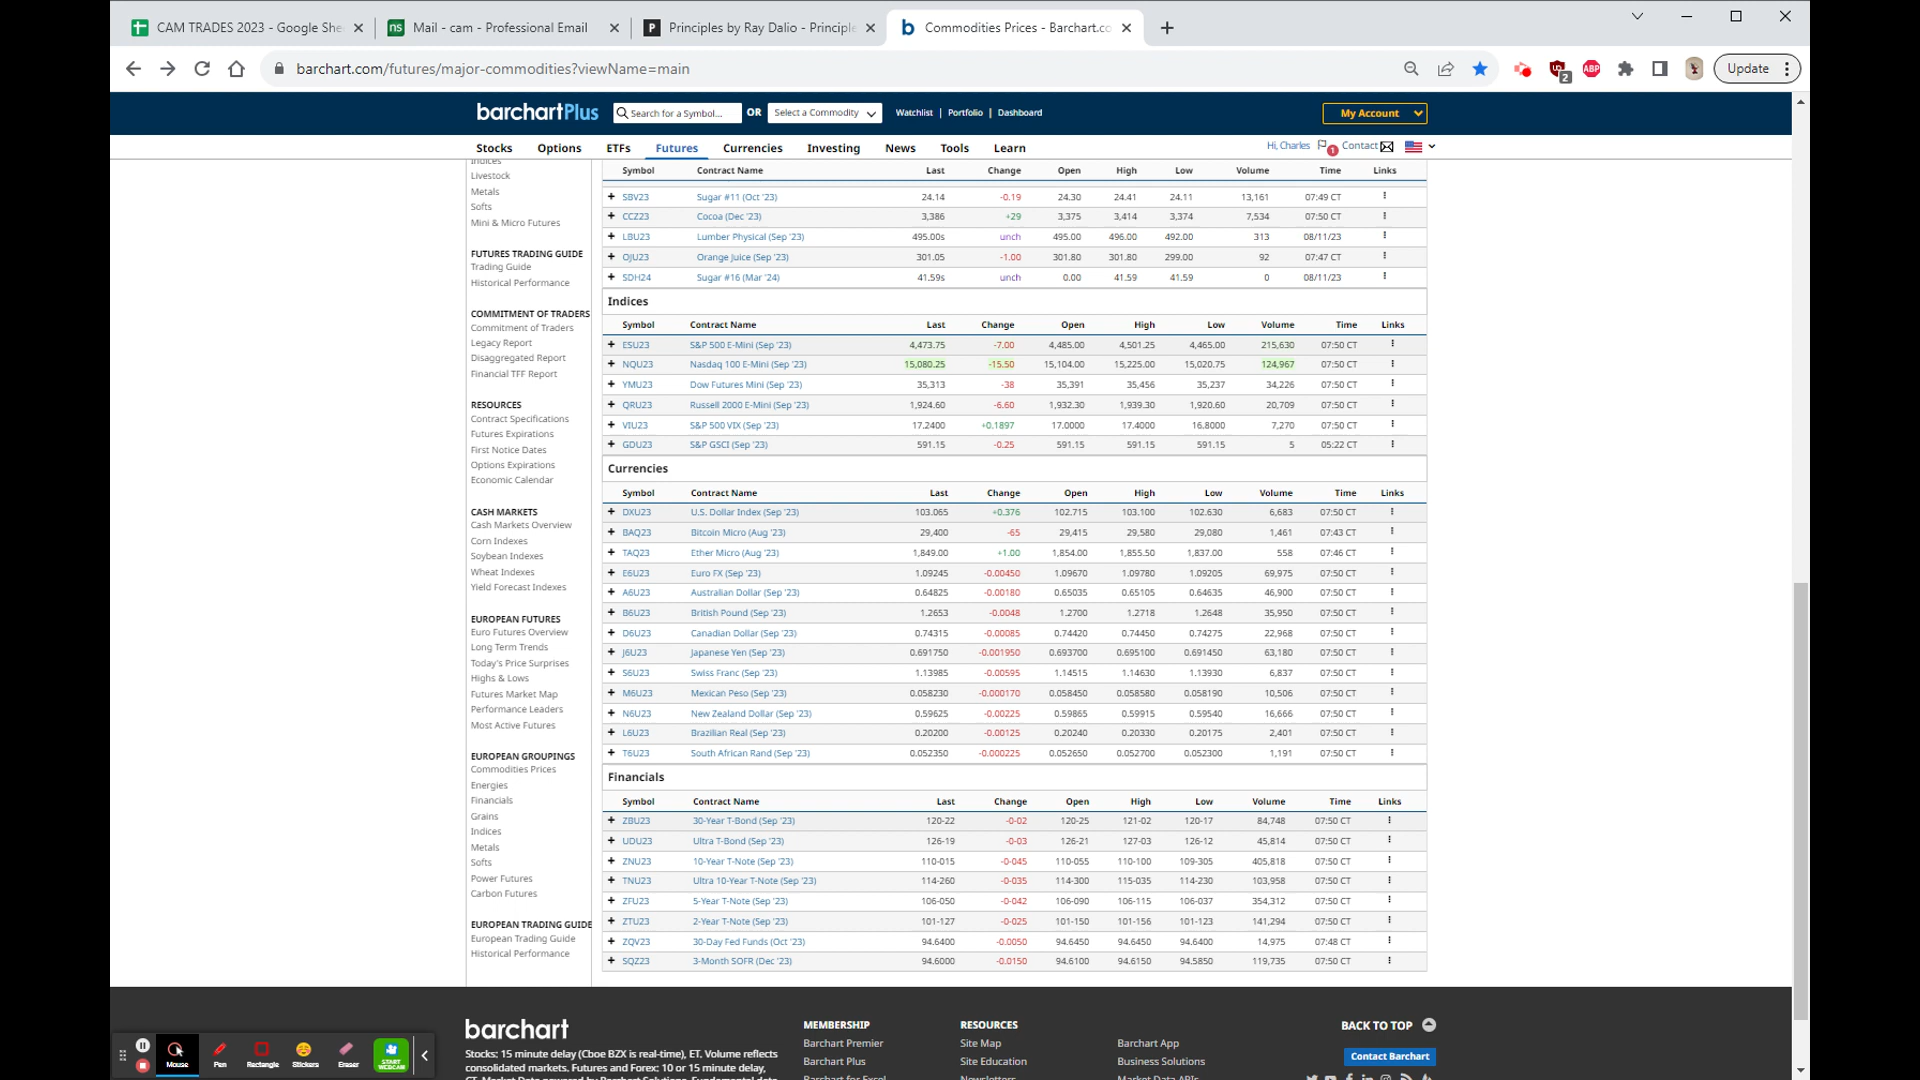 CAM TRADES 2023 - Google She
Mail - cam - Professional Email
Principles by Ray Dalio - Principle
Commodities Prices - Barchart.co
barchart.com/futures/major-commodities?viewName=main
2
ABP
Update
barchartPlus
Search for a Symbol...
OR
Select a Commodity
Watchlist | Portfolio | Dashboard
My Account
Stocks Options ETFs Futures Currencies Investing News Tools Learn
Hi, Charles
1
Contact
Indices
Livestock
Metals
Softs
Mini & Micro Futures
FUTURES TRADING GUIDE
Trading Guide
Historical Performance
COMMITMENT OF TRADERS
Commitment of Traders
Legacy Report
Disaggregated Report
Financial TFF Report
RESOURCES
Contract Specifications
Futures Expirations
First Notice Dates
Options Expirations
Economic Calendar
CASH MARKETS
Cash Markets Overview
Corn Indexes
Soybean Indexes
Wheat Indexes
Yield Forecast Indexes
EUROPEAN FUTURES
Euro Futures Overview
Long Term Trends
Today's Price Surprises
Highs & Lows
Futures Market Map
Performance Leaders
Most Active Futures
EUROPEAN GROUPINGS
Commodities Prices
Energies
Financials
Grains
Indices
Metals
Softs
Power Futures
Carbon Futures
EUROPEAN TRADING GUIDE
European Trading Guide
Historical Performance
Symbol Contract Name Last Change Open High Low Volume Time Links
+ SBV23 Sugar #11 (Oct '23) 24.14 -0.19 24.30 24.41 24.11 13,161 07:49 CT
+ CCZ23 Cocoa (Dec '23) 3,386 +29 3,375 3,414 3,374 7,534 07:50 CT
+ LBU23 Lumber Physical (Sep '23) 495.00s unch 495.00 496.00 492.00 313 08/11/23
+ OJU23 Orange Juice (Sep '23) 301.05 -1.00 301.80 301.80 299.00 92 07:47 CT
+ SDH24 Sugar #16 (Mar '24) 41.59s unch 0.00 41.59 41.59 0 08/11/23
Indices
Symbol Contract Name Last Change Open High Low Volume Time Links
+ ESU23 S&P 500 E-Mini (Sep '23) 4,473.75 -7.00 4,485.00 4,501.25 4,465.00 215,630 07:50 CT
+ NQU23 Nasdaq 100 E-Mini (Sep '23) 15,080.25 -15.50 15,104.00 15,225.00 15,020.75 124,967 07:50 CT
+ YMU23 Dow Futures Mini (Sep '23) 35,313 -38 35,391 35,456 35,237 34,226 07:50 CT
+ QRU23 Russell 2000 E-Mini (Sep '23) 1,924.60 -6.60 1,932.30 1,939.30 1,920.60 20,709 07:50 CT
+ VIU23 S&P 500 VIX (Sep '23) 17.2400 +0.1897 17.0000 17.4000 16.8000 7,270 07:50 CT
+ GDU23 S&P GSCI (Sep '23) 591.15 -0.25 591.15 591.15 591.15 5 05:22 CT
Currencies
Symbol Contract Name Last Change Open High Low Volume Time Links
+ DXU23 U.S. Dollar Index (Sep '23) 103.065 +0.376 102.715 103.100 102.630 6,683 07:50 CT
+ BAQ23 Bitcoin Micro (Aug '23) 29,400 -65 29,415 29,580 29,080 1,461 07:43 CT
+ TAQ23 Ether Micro (Aug '23) 1,849.00 +1.00 1,854.00 1,855.50 1,837.00 558 07:46 CT
+ E6U23 Euro FX (Sep '23) 1.09245 -0.00450 1.09670 1.09780 1.09205 69,975 07:50 CT
+ A6U23 Australian Dollar (Sep '23) 0.64825 -0.00180 0.65035 0.65105 0.64635 46,900 07:50 CT
+ B6U23 British Pound (Sep '23) 1.2653 -0.0048 1.2700 1.2718 1.2648 35,950 07:50 CT
+ D6U23 Canadian Dollar (Sep '23) 0.74315 -0.00085 0.74420 0.74450 0.74275 22,968 07:50 CT
+ J6U23 Japanese Yen (Sep '23) 0.691750 -0.001950 0.693700 0.695100 0.691450 63,180 07:50 CT
+ S6U23 Swiss Franc (Sep '23) 1.13985 -0.00595 1.14515 1.14630 1.13930 6,837 07:50 CT
+ M6U23 Mexican Peso (Sep '23) 0.058230 -0.000170 0.058450 0.058580 0.058190 10,506 07:50 CT
+ N6U23 New Zealand Dollar (Sep '23) 0.59625 -0.00225 0.59865 0.59915 0.59540 16,666 07:50 CT
+ L6U23 Brazilian Real (Sep '23) 0.20200 -0.00125 0.20240 0.20330 0.20175 2,401 07:50 CT
+ T6U23 South African Rand (Sep '23) 0.052350 -0.000225 0.052650 0.052700 0.052300 1,191 07:50 CT
Financials
Symbol Contract Name Last Change Open High Low Volume Time Links
+ ZBU23 30-Year T-Bond (Sep '23) 120-22 -0-02 120-25 121-02 120-17 84,748 07:50 CT
+ UDU23 Ultra T-Bond (Sep '23) 126-19 -0-03 126-21 127-03 126-12 45,814 07:50 CT
+ ZNU23 10-Year T-Note (Sep '23) 110-015 -0-045 110-055 110-100 109-305 405,818 07:50 CT
+ TNU23 Ultra 10-Year T-Note (Sep '23) 114-260 -0-035 114-300 115-035 114-230 103,958 07:50 CT
+ ZFU23 5-Year T-Note (Sep '23) 106-050 -0-042 106-090 106-115 106-037 354,312 07:50 CT
+ ZTU23 2-Year T-Note (Sep '23) 101-127 -0-025 101-150 101-156 101-123 141,294 07:50 CT
+ ZQV23 30-Day Fed Funds (Oct '23) 94.6400 -0.0050 94.6450 94.6450 94.6400 14,975 07:48 CT
+ SQZ23 3-Month SOFR (Dec '23) 94.6000 -0.0150 94.6100 94.6150 94.5850 119,735 07:50 CT
barchart
Stocks: 15 minute delay (Cboe BZX is real-time), ET. Volume reflects
consolidated markets. Futures and Forex: 10 or 15 minute delay,
MEMBERSHIP
Barchart Premier
Barchart Plus
Barchart for Excel
RESOURCES
Site Map
Site Education
Newsletters
Barchart App
Business Solutions
Market Data APIs
BACK TO TOP
Contact Barchart
Mouse Pen Rectangle Stickers Eraser START WEBCAM